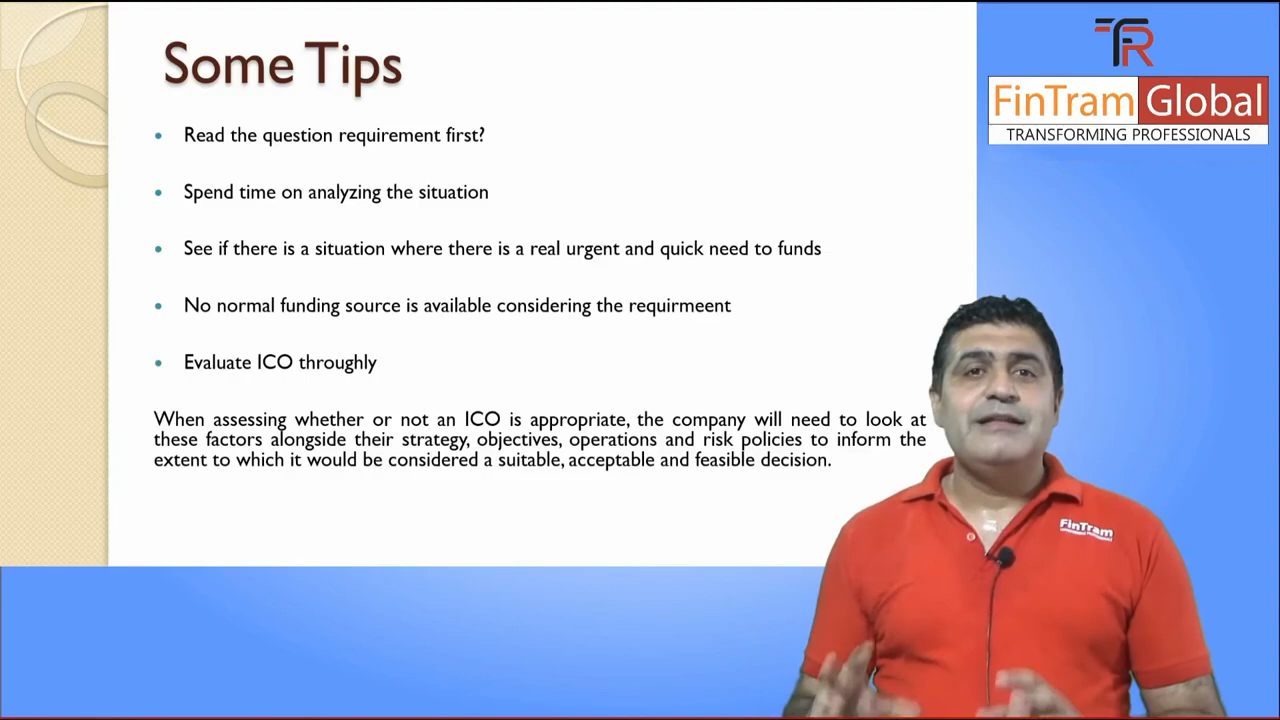 Some Tips
Read the question requirement first?
Spend time on analyzing the situation
See if there is a situation where there is a real urgent and quick need to funds
No normal funding source is available considering the requirmeent
Evaluate ICO throughly
When assessing whether or not an ICO is appropriate, the company will need to look at
these factors alongside their strategy, objectives, operations and risk policies to inform the
extent to which it would be considered a suitable, acceptable and feasible decision.
FinTram Global
TRANSFORMING PROFESSIONALS
FinTram